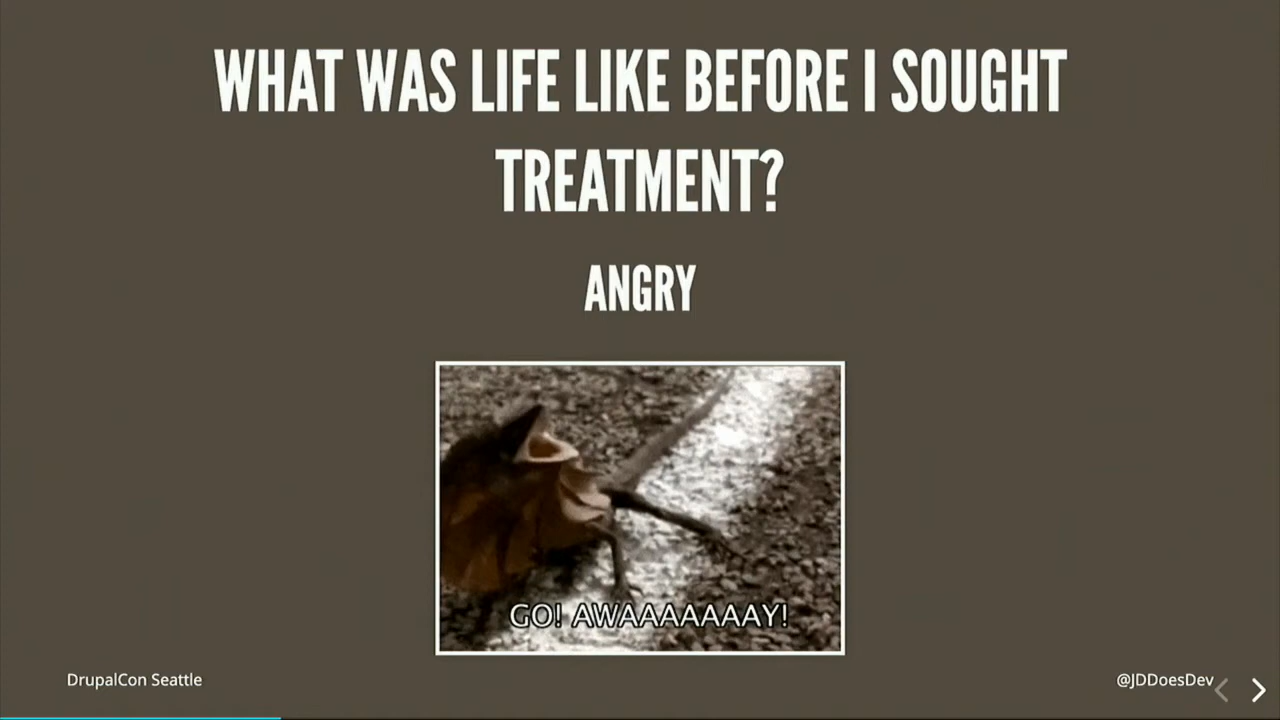 WHAT WAS LIFE LIKE BEFORE I SOUGHT
TREATMENT?
ANGRY
GO! AWAAAAAAAY!
DrupalCon Seattle
@JDDoesDev